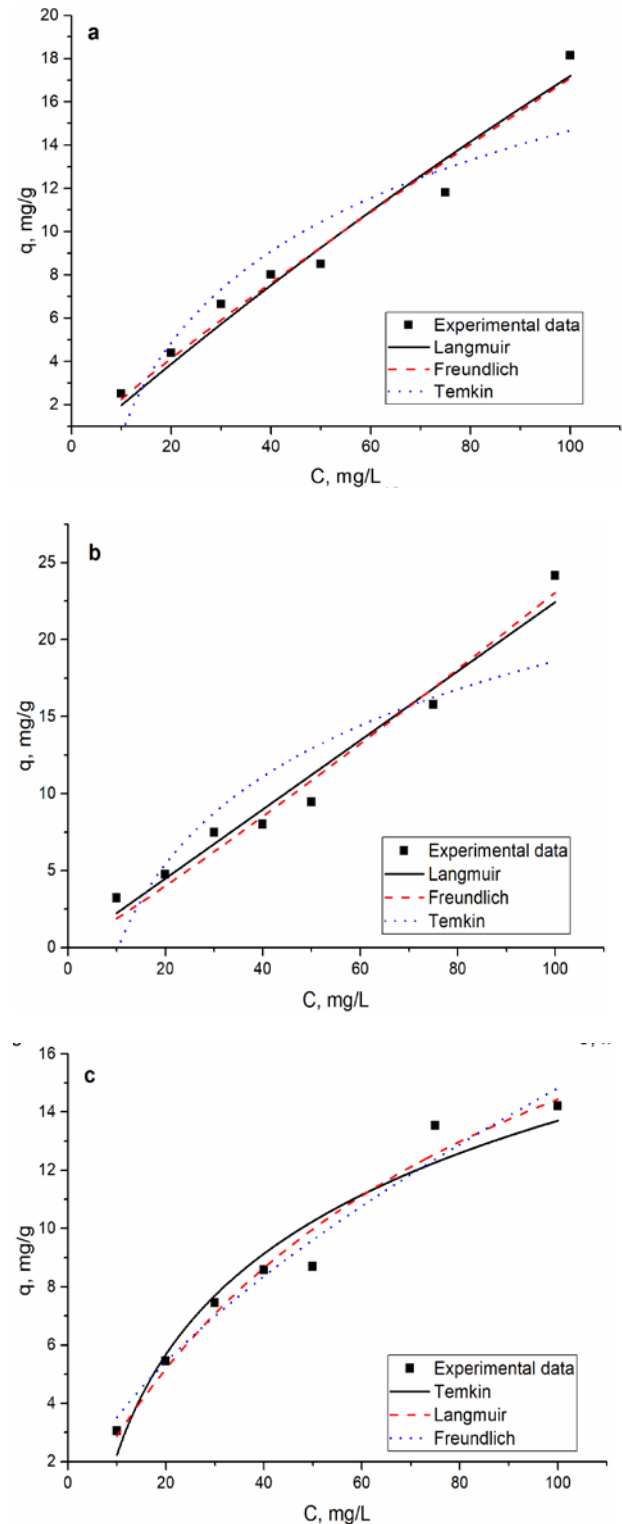 20
a
18
16
14
12
q, mg/g
10
8
6
4
2
Experimental data
Langmuir
Freundlich
Temkin
0 20 40 60 80 100
C, mg/L
b
25
20
15
q, mg/g
10
5
0
Experimental data
Langmuir
Freundlich
Temkin
0 20 40 60 80 100
C, mg/L
16
c
14
12
10
q, mg/g
8
6
4
2
Experimental data
Temkin
Langmuir
Freundlich
0 20 40 60 80 100
C, mg/L